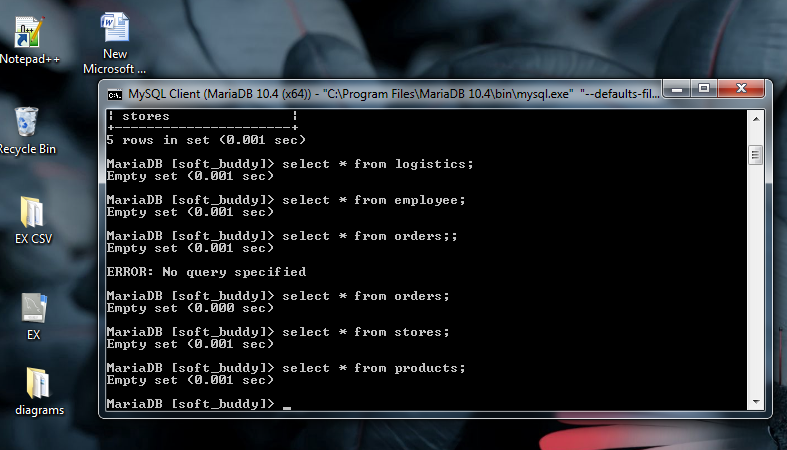 Notepad++
New
Microsoft ...
Recycle Bin
EX CSV
EX
diagrams
MySQL Client (MariaDB 10.4 (x64)) - "C:\Program Files\MariaDB 10.4\bin\mysql.exe" "--defaults-fil...
| stores |
+----------------------+
5 rows in set (0.001 sec)
MariaDB [soft_buddy]> select * from logistics;
Empty set (0.001 sec)
MariaDB [soft_buddy]> select * from employee;
Empty set (0.001 sec)
MariaDB [soft_buddy]> select * from orders;;
Empty set (0.001 sec)
ERROR: No query specified
MariaDB [soft_buddy]> select * from orders;
Empty set (0.000 sec)
MariaDB [soft_buddy]> select * from stores;
Empty set (0.001 sec)
MariaDB [soft_buddy]> select * from products;
Empty set (0.001 sec)
MariaDB [soft_buddy]> _